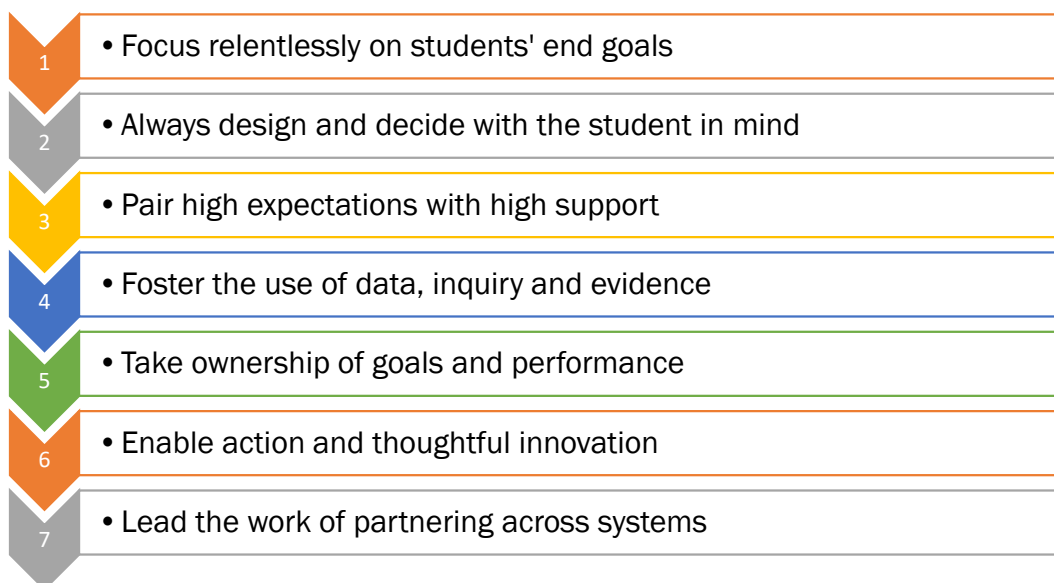 1 • Focus relentlessly on students' end goals
2 • Always design and decide with the student in mind
3 • Pair high expectations with high support
4 • Foster the use of data, inquiry and evidence
5 • Take ownership of goals and performance
6 • Enable action and thoughtful innovation
7 • Lead the work of partnering across systems